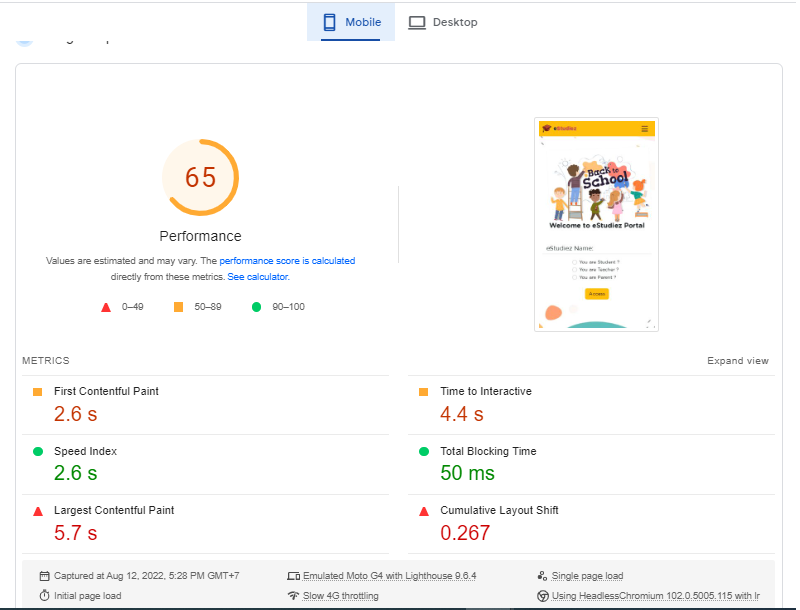 Mobile
Desktop
65
Performance
Values are estimated and may vary. The performance score is calculated
directly from these metrics. See calculator.
0–49
50–89
90–100
eStudiez
Back to
School
Welcome to eStudiez Portal
eStudiez Name:
You are Student ?
You are Teacher ?
You are Parent ?
Access
METRICS
Expand view
First Contentful Paint
2.6 s
Time to Interactive
4.4 s
Speed Index
2.6 s
Total Blocking Time
50 ms
Largest Contentful Paint
5.7 s
Cumulative Layout Shift
0.267
Captured at Aug 12, 2022, 5:28 PM GMT+7
Emulated Moto G4 with Lighthouse 9.6.4
Single page load
Initial page load
Slow 4G throttling
Using HeadlessChromium 102.0.5005.115 with lr